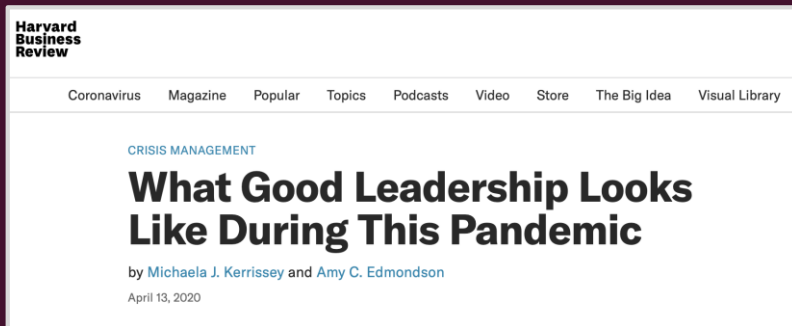 Harvard
Business
Review
Coronavirus Magazine Popular Topics Podcasts Video Store The Big Idea Visual Library
CRISIS MANAGEMENT
What Good Leadership Looks
Like During This Pandemic
by Michaela J. Kerrissey and Amy C. Edmondson
April 13, 2020